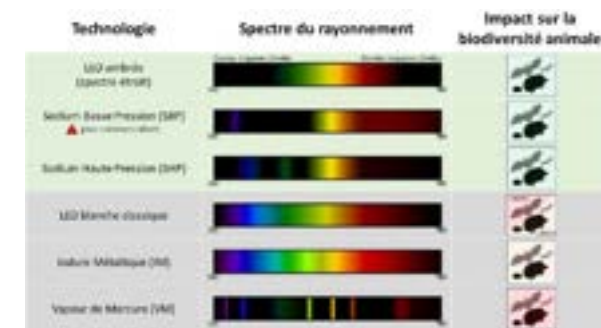 Technologie
Spectre du rayonnement
Impact sur la
biodiversité animale
LED ambrée
(spectre étroit)
Sodium Basse Pression (SBP)
Sodium Haute Pression (SHP)
LED blanche classique
Iodure Métallique (IM)
Vapeur de Mercure (VM)